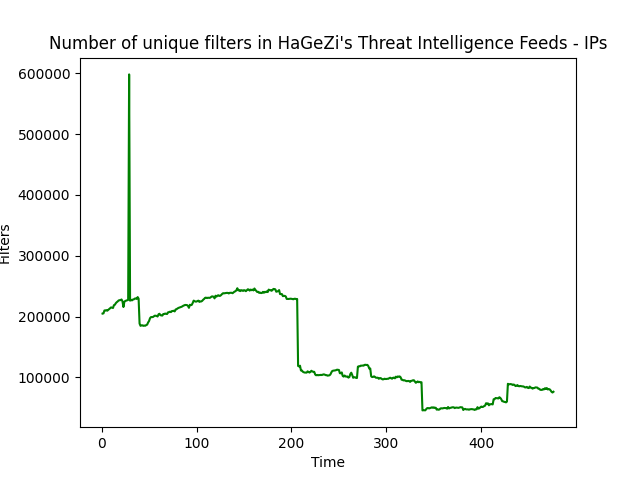 Number of unique filters in HaGeZi's Threat Intelligence Feeds - IPs
600000
500000
400000
300000
200000
100000
Filters
0 100 200 300 400
Time